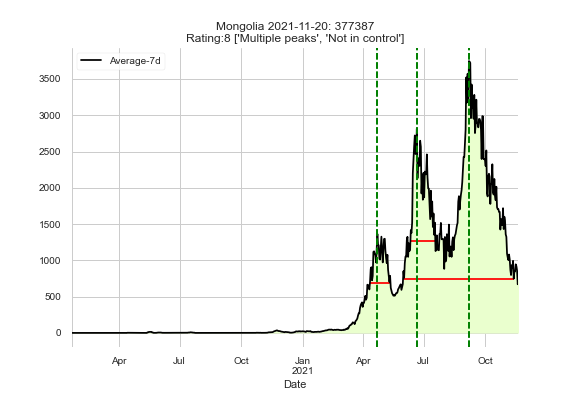 Mongolia 2021-11-20: 377387
Rating:8 ['Multiple peaks', 'Not in control']
Average-7d
3500
3000
2500
2000
1500
1000
500
0
Apr
Jul
Oct
Jan
2021
Apr
Jul
Oct
Date